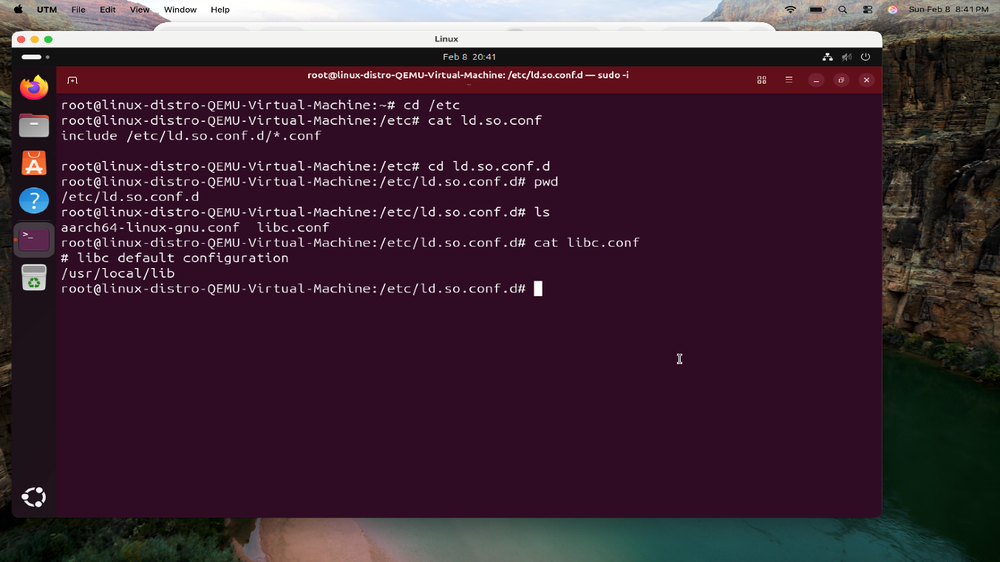 UTM File Edit View Window Help Sun Feb 8 8:41 PM
Linux
Feb 8 20:41
root@linux-distro-QEMU-Virtual-Machine: /etc/ld.so.conf.d — sudo -i
root@linux-distro-QEMU-Virtual-Machine:~# cd /etc
root@linux-distro-QEMU-Virtual-Machine:/etc# cat ld.so.conf
include /etc/ld.so.conf.d/*.conf
root@linux-distro-QEMU-Virtual-Machine:/etc# cd ld.so.conf.d
root@linux-distro-QEMU-Virtual-Machine:/etc/ld.so.conf.d# pwd
/etc/ld.so.conf.d
root@linux-distro-QEMU-Virtual-Machine:/etc/ld.so.conf.d# ls
aarch64-linux-gnu.conf  libc.conf
root@linux-distro-QEMU-Virtual-Machine:/etc/ld.so.conf.d# cat libc.conf
# libc default configuration
/usr/local/lib
root@linux-distro-QEMU-Virtual-Machine:/etc/ld.so.conf.d#